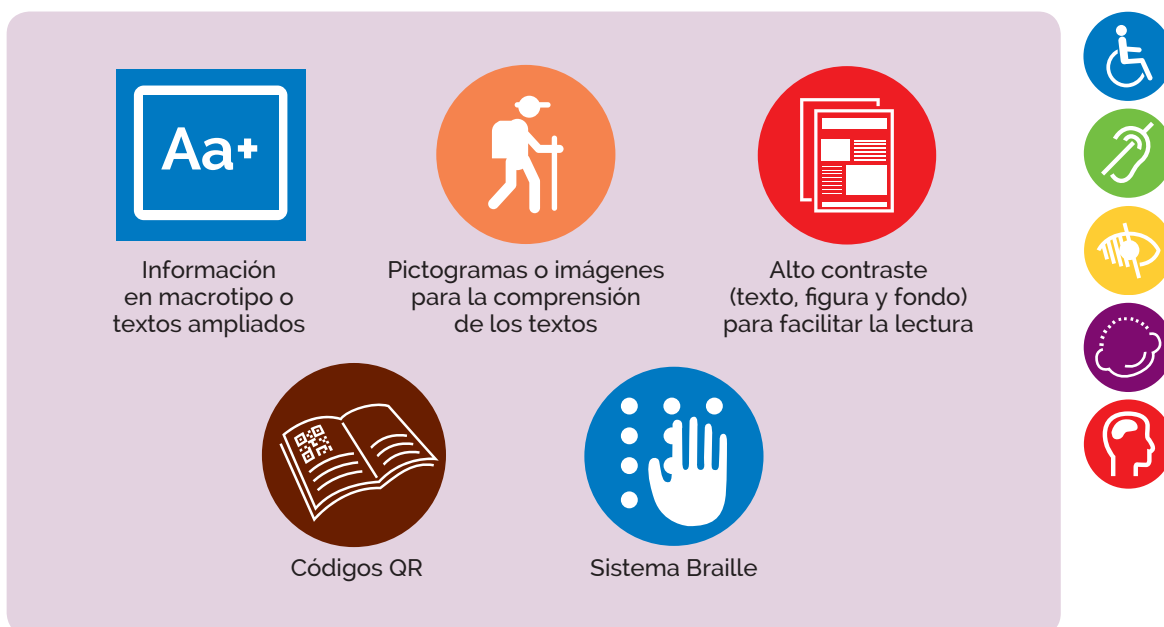 Aa+
Información
en macrotipo o
textos ampliados
Pictogramas o imágenes
para la comprensión
de los textos
Alto contraste
(texto, figura y fondo)
para facilitar la lectura
Códigos QR
Sistema Braille